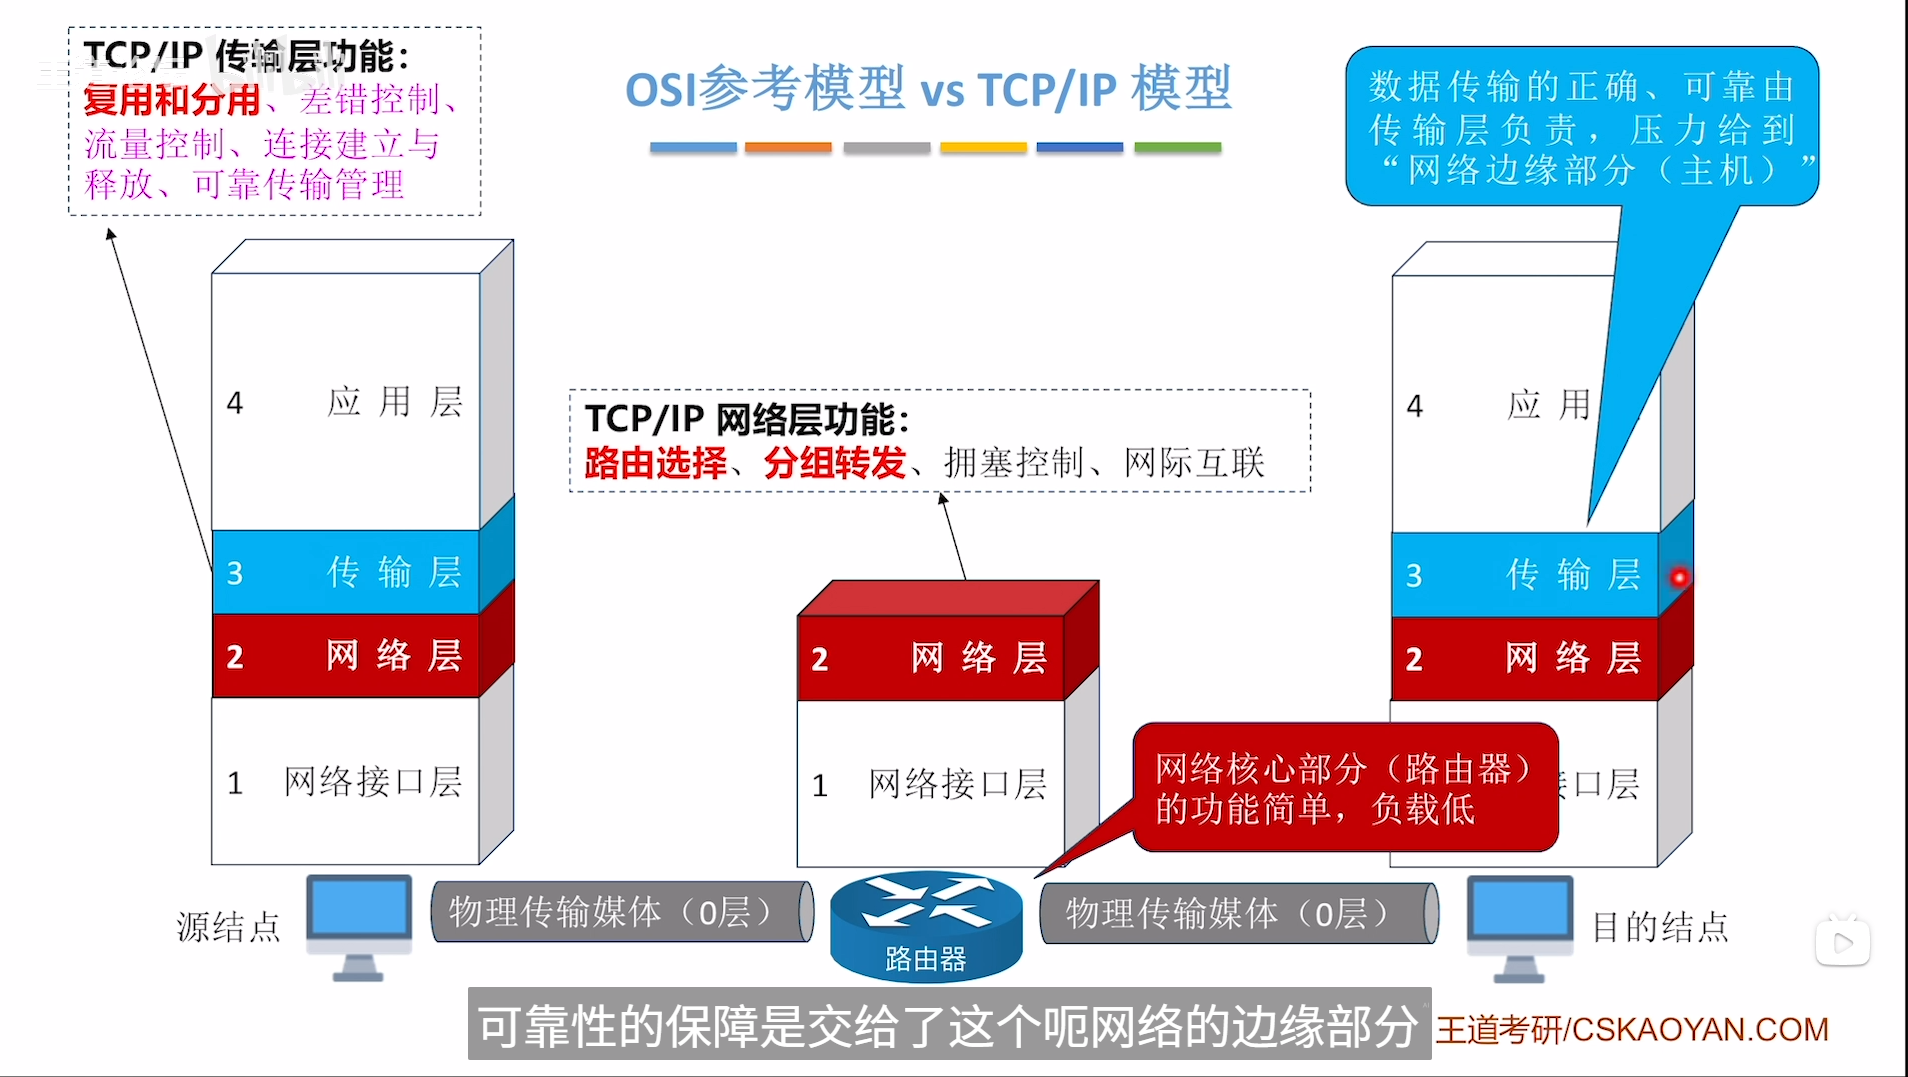 TCP/IP 传输层功能：
复用和分用、差错控制、
流量控制、连接建立与
释放、可靠传输管理
OSI参考模型 vs TCP/IP 模型
数据传输的正确、可靠由
传输层负责，压力给到
“网络边缘部分（主机）”
4 应用层
3 传输层
2 网络层
1 网络接口层
TCP/IP 网络层功能：
路由选择、分组转发、拥塞控制、网际互联
2 网络层
1 网络接口层
4 应用
3 传输层
2 网络层
口层
网络核心部分（路由器）
的功能简单，负载低
源结点
物理传输媒体（0层）
路由器
物理传输媒体（0层）
目的结点
可靠性的保障是交给了这个呃网络的边缘部分
王道考研/CSKAOYAN.COM